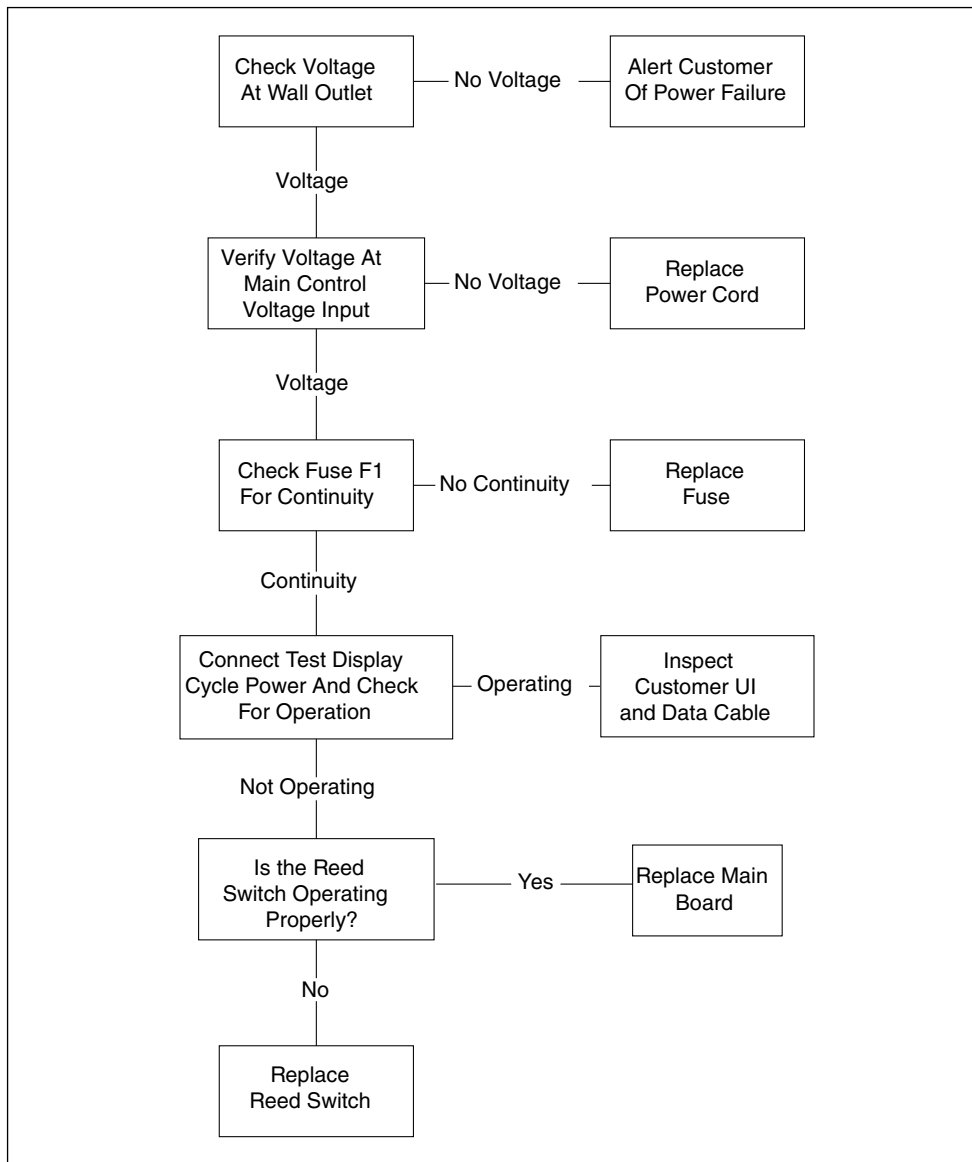 Check Voltage
At Wall Outlet
No Voltage
Alert Customer
Of Power Failure
Voltage
Verify Voltage At
Main Control
Voltage Input
No Voltage
Replace
Power Cord
Voltage
Check Fuse F1
For Continuity
No Continuity
Replace
Fuse
Continuity
Connect Test Display
Cycle Power And Check
For Operation
Operating
Inspect
Customer UI
and Data Cable
Not Operating
Is the Reed
Switch Operating
Properly?
Yes
Replace Main
Board
No
Replace
Reed Switch